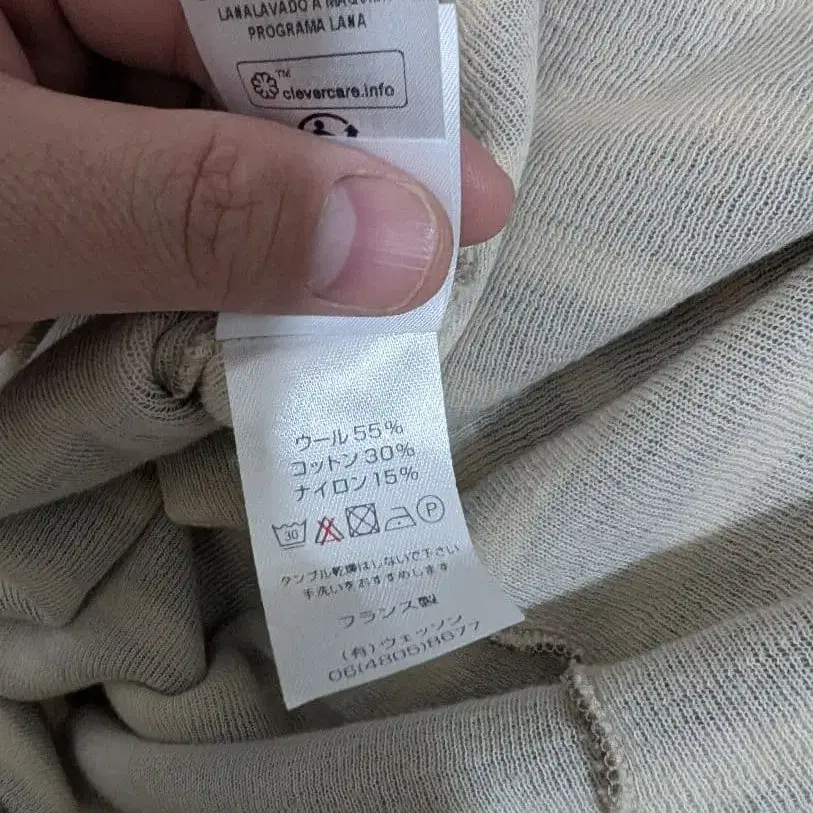 LANALAVADO A MAQUINA
PROGRAMA LANA
TM
clevercare.info
ウール55%
コットン30%
ナイロン15%
30
P
タンブル乾燥はしないで下さい
手洗いをおすすめします
フランス製
(有)ウェッソン
06(4805)8677